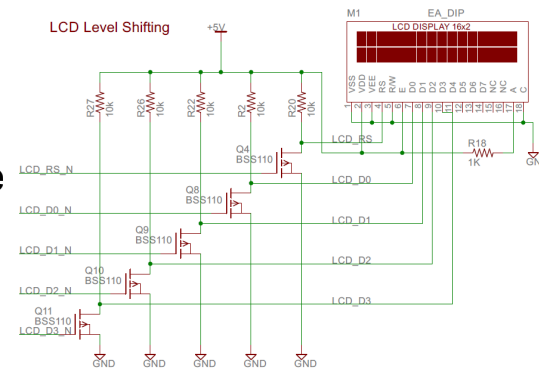 LCD Level Shifting
+5V
M1
EA_DIP
LCD DISPLAY 16x2
VSS
VDD
VEE
RS
R/W
E
D0
D1
D2
D3
D4
D5
D6
D7
NC
NC
A
C
1
2
3
4
5
6
7
8
9
10
11
12
13
14
15
16
17
18
R27
10k
R26
10k
R22
10k
R2
10k
R20
10k
R18
1K
GN
e
LCD_RS
Q4
BSS110
LCD_RS_N
LCD_D0
Q8
BSS110
LCD_D0_N
LCD_D1
Q9
BSS110
LCD_D1_N
LCD_D2
Q10
BSS110
LCD_D2_N
LCD_D3
Q11
BSS110
LCD_D3_N
GND
GND
GND
GND
GND